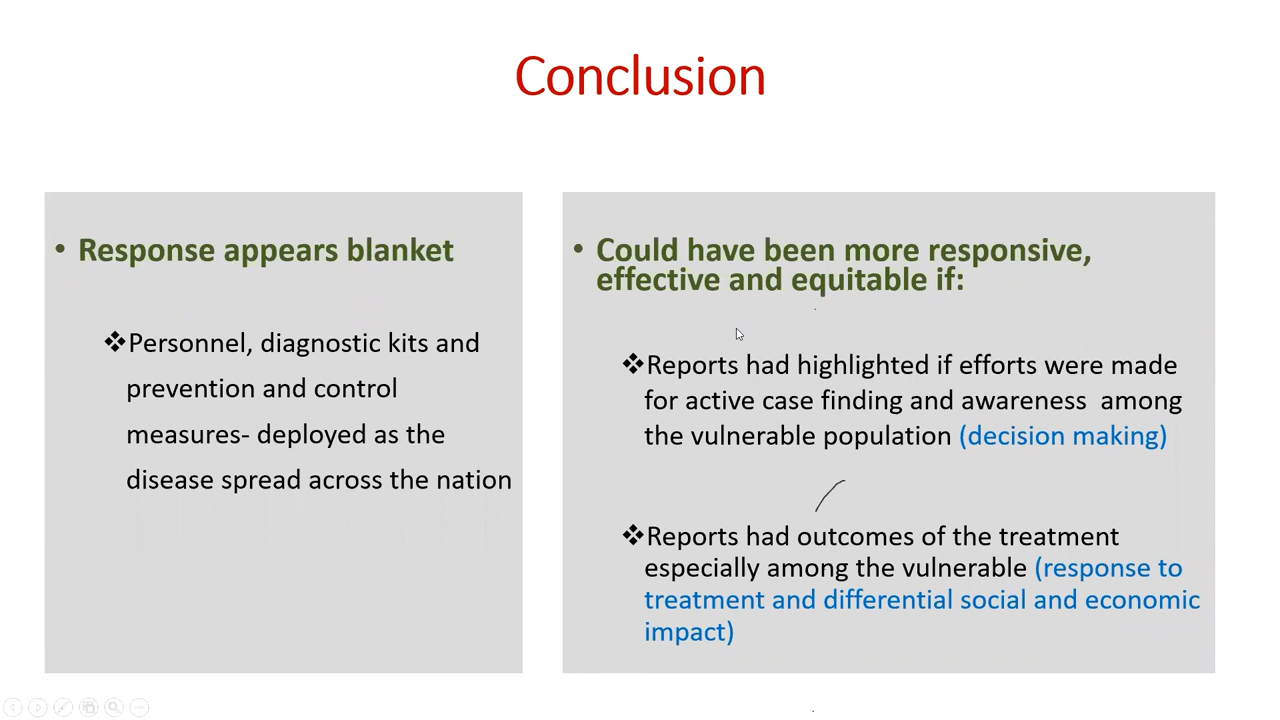 Conclusion
• Response appears blanket
❖Personnel, diagnostic kits and
prevention and control
measures- deployed as the
disease spread across the nation
• Could have been more responsive,
effective and equitable if:
❖Reports had highlighted if efforts were made
for active case finding and awareness  among
the vulnerable population (decision making)
❖Reports had outcomes of the treatment
especially among the vulnerable (response to
treatment and differential social and economic
impact)